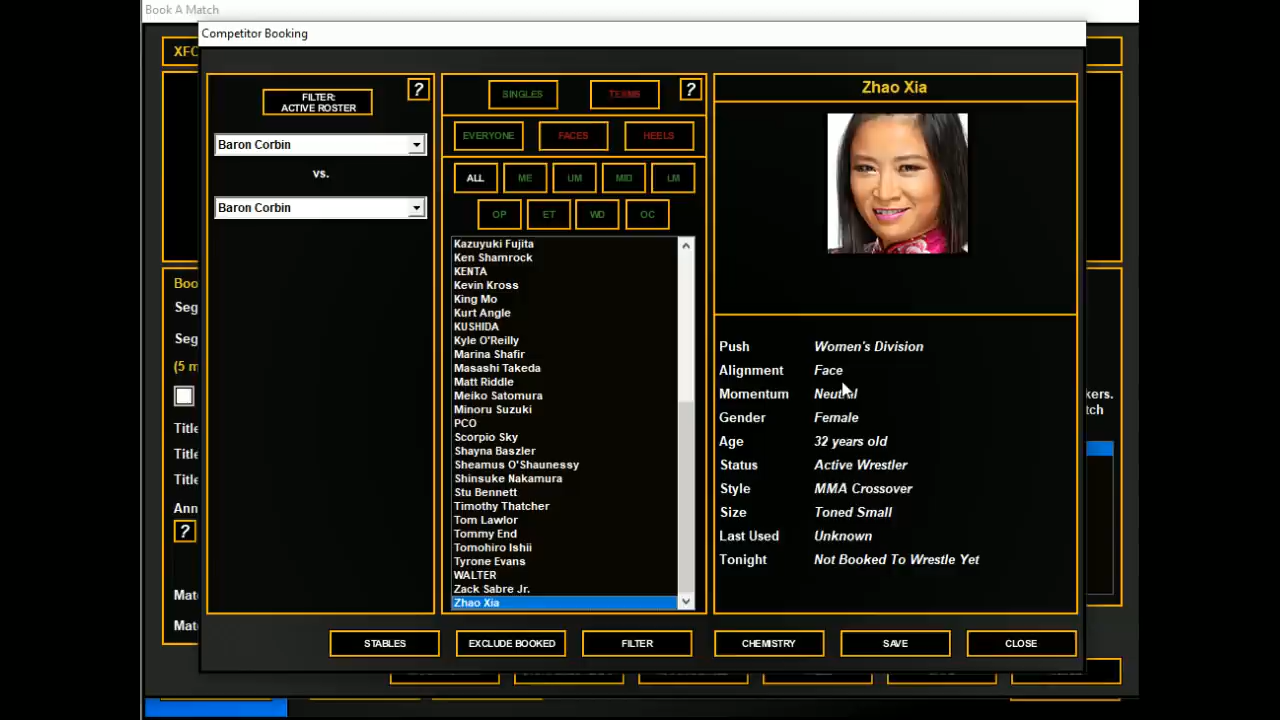 Book A Match
Competitor Booking
XFC
FILTER:
ACTIVE ROSTER
?
Baron Corbin
vs.
Baron Corbin
SINGLES
TEAMS
?
EVERYONE
FACES
HEELS
ALL
ME
UM
MID
LM
OP
ET
WD
OC
Kazuyuki Fujita
Ken Shamrock
KENTA
Kevin Kross
King Mo
Kurt Angle
KUSHIDA
Kyle O'Reilly
Marina Shafir
Masashi Takeda
Matt Riddle
Meiko Satomura
Minoru Suzuki
PCO
Scorpio Sky
Shayna Baszler
Sheamus O'Shaunessy
Shinsuke Nakamura
Stu Bennett
Timothy Thatcher
Tom Lawlor
Tommy End
Tomohiro Ishii
Tyrone Evans
WALTER
Zack Sabre Jr.
Zhao Xia
Zhao Xia
Push Women's Division
Alignment Face
Momentum Neutral
Gender Female
Age 32 years old
Status Active Wrestler
Style MMA Crossover
Size Toned Small
Last Used Unknown
Tonight Not Booked To Wrestle Yet
Boo
Seg
Seg
(5 m
Title
Title
Title
Ann
?
Mat
Mat
kers.
tch
STABLES
EXCLUDE BOOKED
FILTER
CHEMISTRY
SAVE
CLOSE